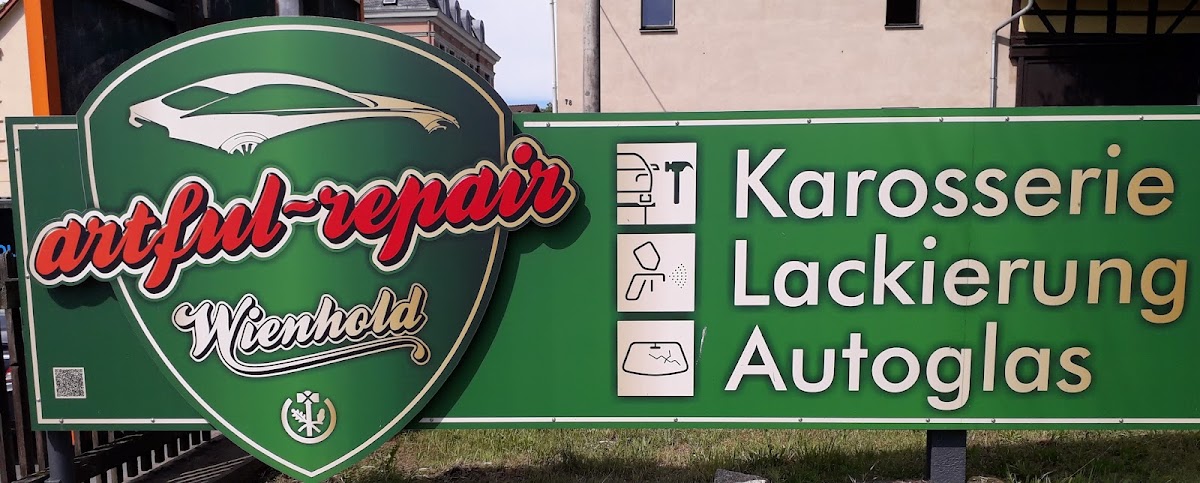 artful-repair
Wienhold
Karosserie
Lackierung
Autoglas